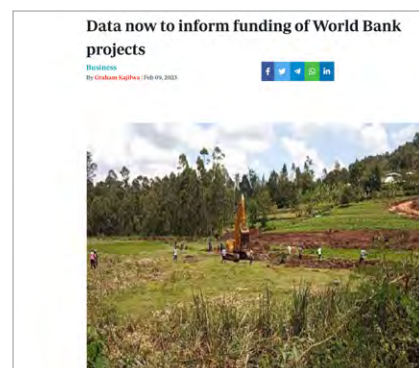 Data now to inform funding of World Bank
projects
Business
By Graham Kajilwa | Feb 09, 2023